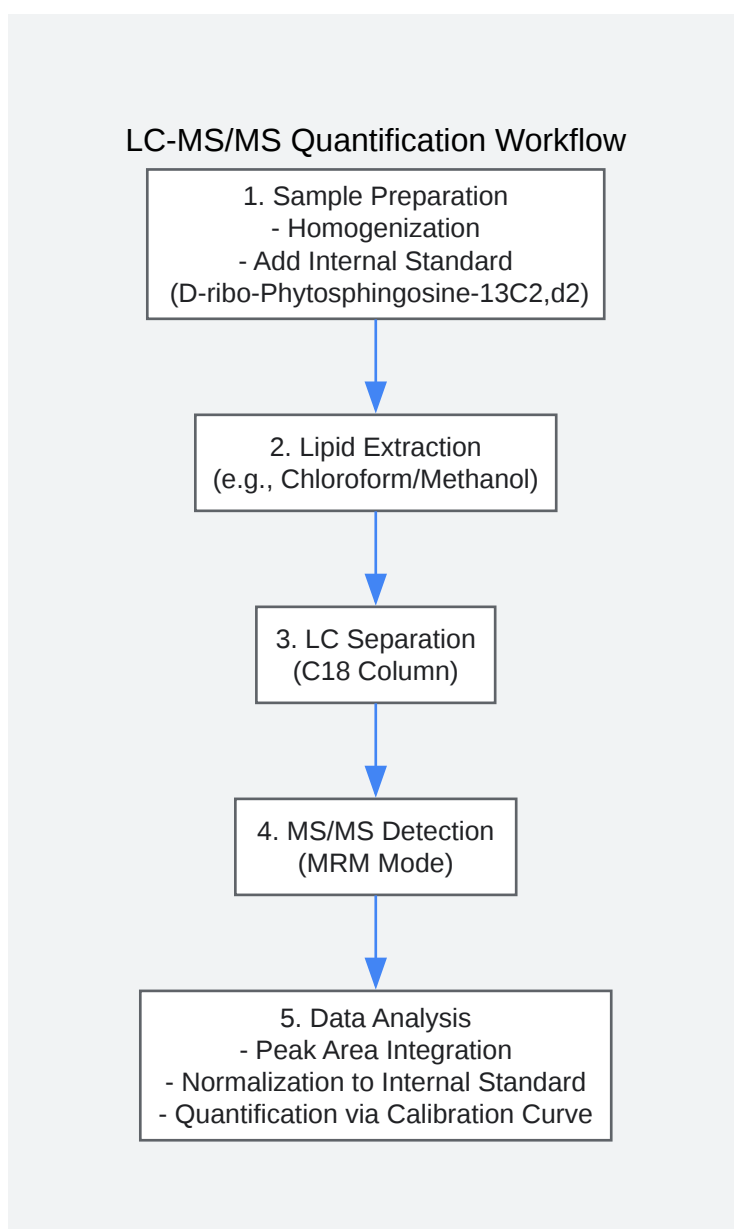 LC-MS/MS Quantification Workflow
1. Sample Preparation
- Homogenization
- Add Internal Standard
(D-ribo-Phytosphingosine-13C2,d2)
2. Lipid Extraction
(e.g., Chloroform/Methanol)
3. LC Separation
(C18 Column)
4. MS/MS Detection
(MRM Mode)
5. Data Analysis
- Peak Area Integration
- Normalization to Internal Standard
- Quantification via Calibration Curve